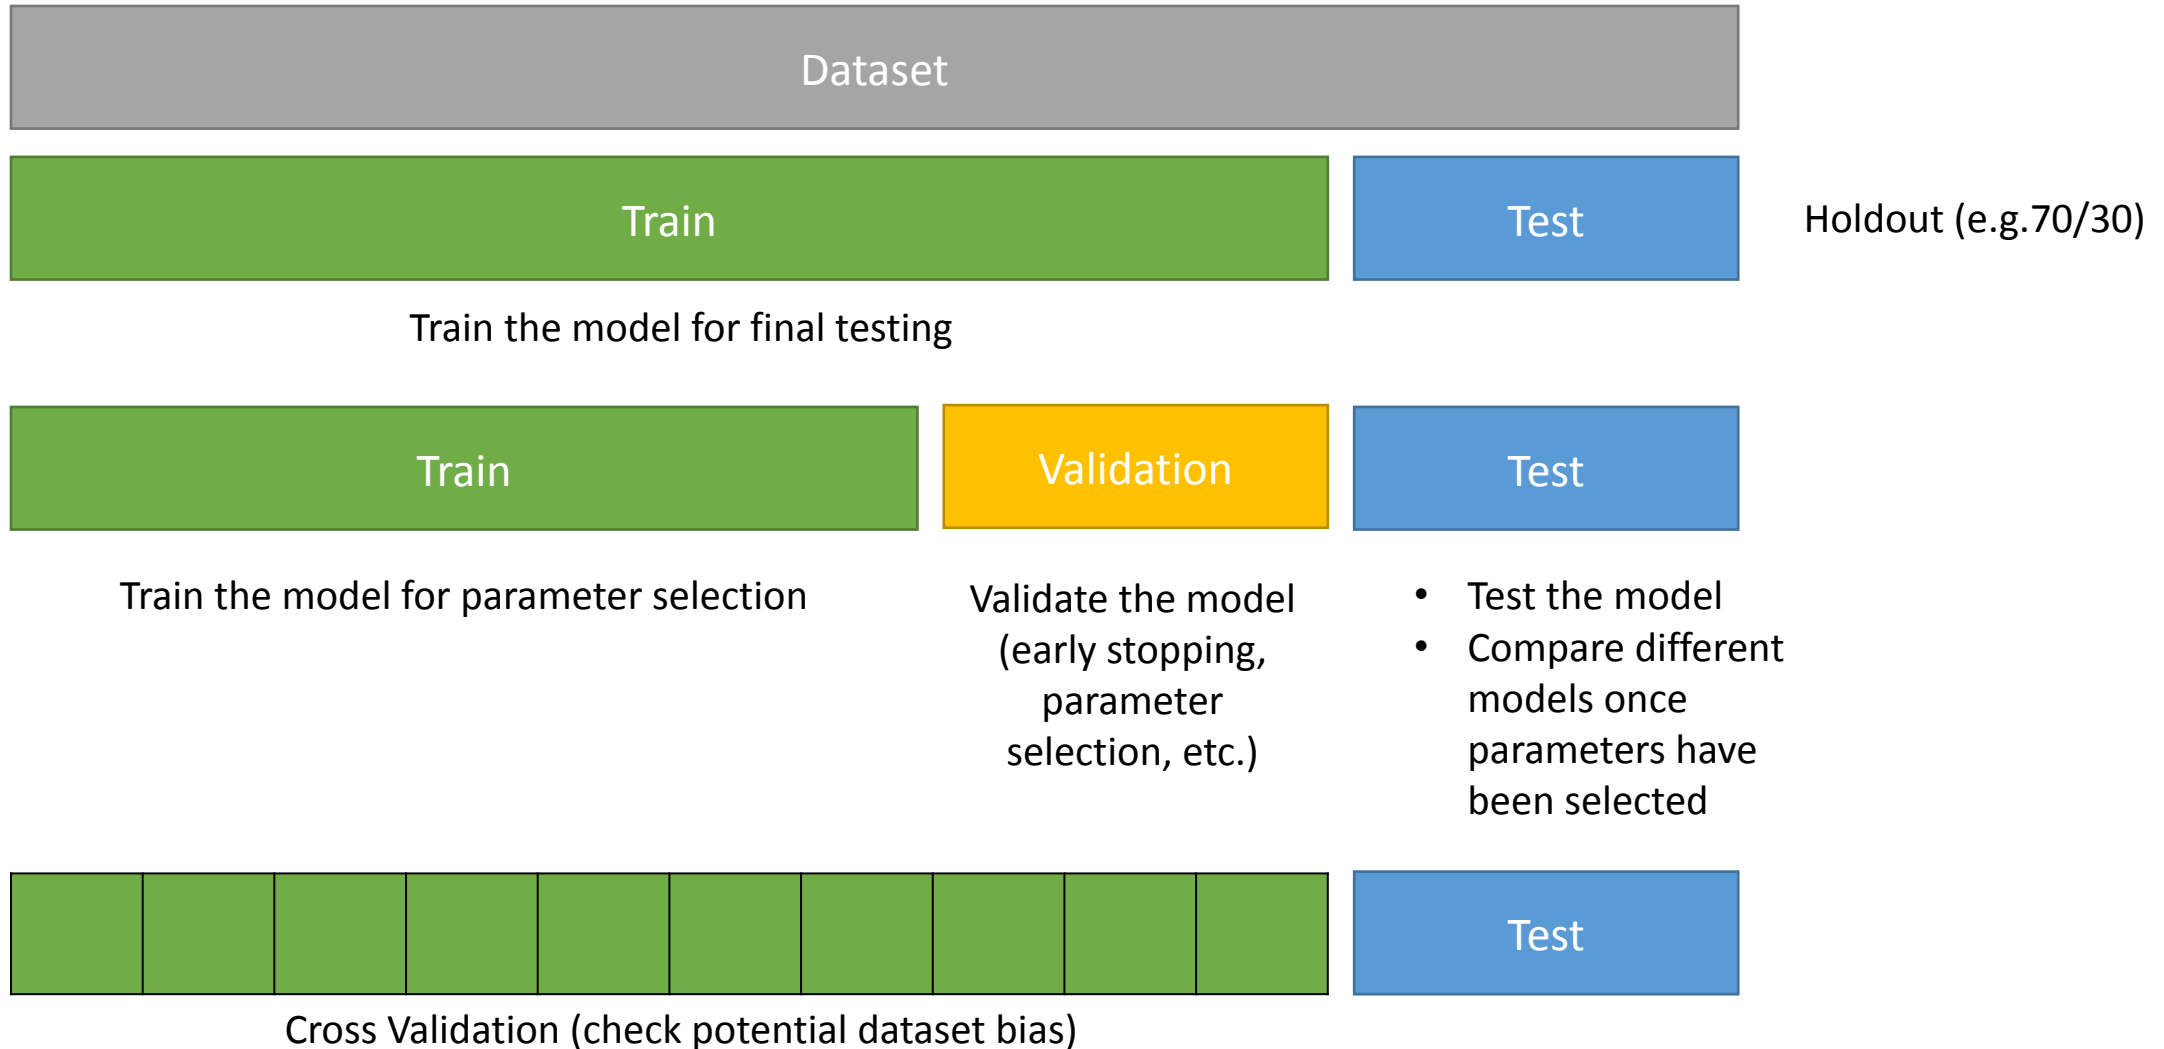 Dataset
Train
Test
Holdout (e.g.70/30)
Train the model for final testing
Train
Validation
Test
Train the model for parameter selection
Validate the model
(early stopping,
parameter
selection, etc.)
• Test the model
• Compare different
models once
parameters have
been selected
Test
Cross Validation (check potential dataset bias)